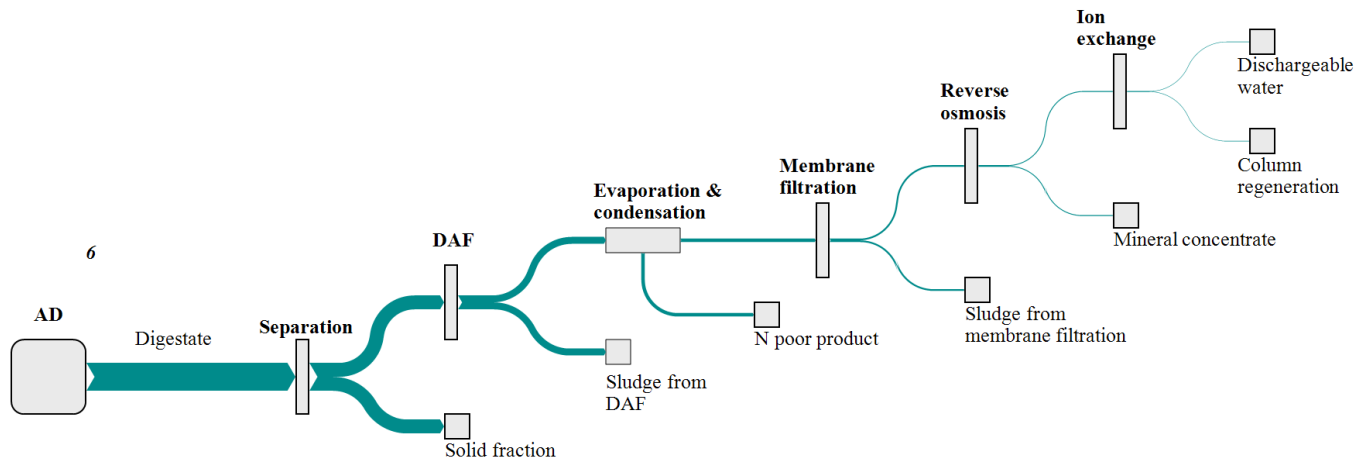 Ion
exchange
Dischargeable
water
Reverse
osmosis
Column
regeneration
Membrane
filtration
Evaporation &
condensation
Mineral concentrate
DAF
6
Sludge from
membrane filtration
AD
Digestate
Separation
N poor product
Sludge from
DAF
Solid fraction